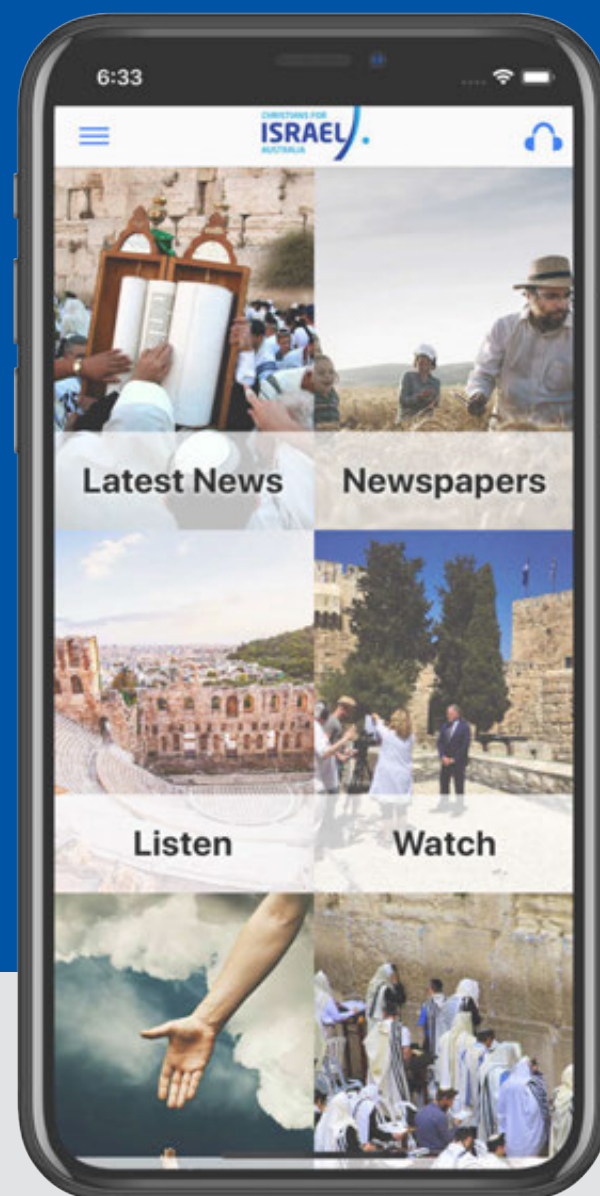 6:33
CHRISTIANS FOR
ISRAEL
AUSTRALIA
Latest News
Newspapers
Listen
Watch